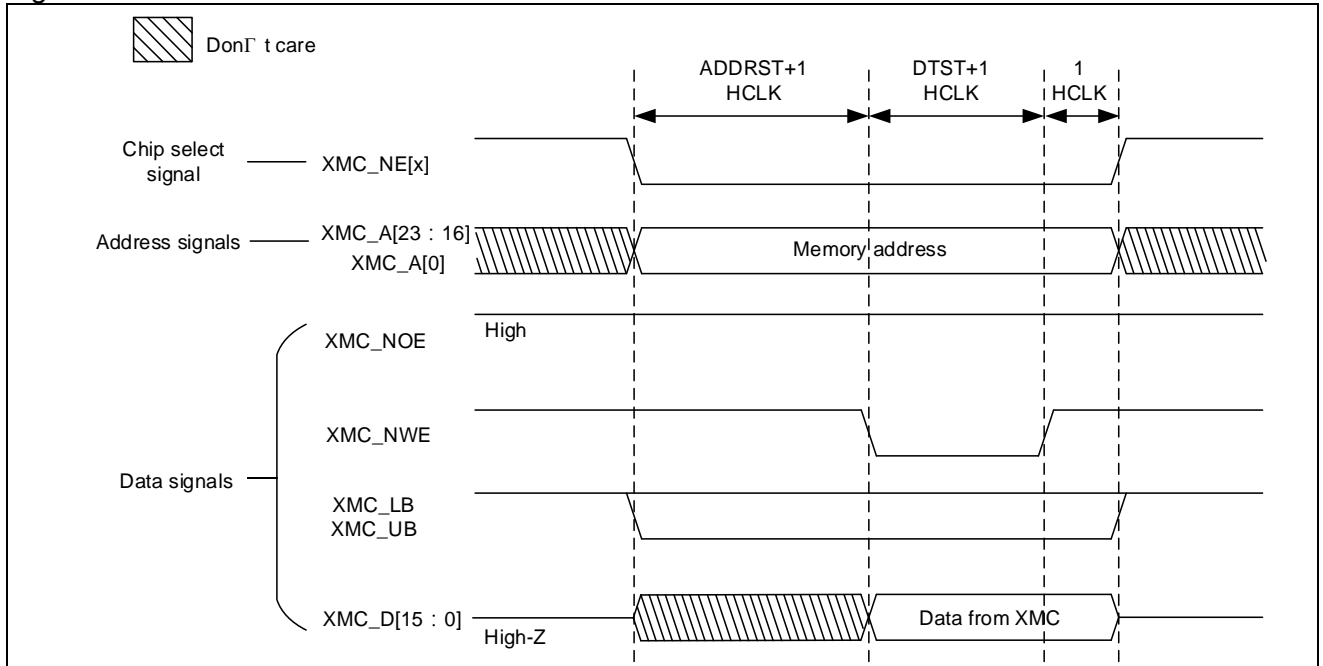 DonΓ t care
ADDRST+1
HCLK
DTST+1
HCLK
1
HCLK
Chip select
signal
XMC_NE[x]
Address signals
XMC_A[23 : 16]
XMC_A[0]
Memory address
XMC_NOE
High
XMC_NWE
Data signals
XMC_LB
XMC_UB
XMC_D[15 : 0]
High-Z
Data from XMC